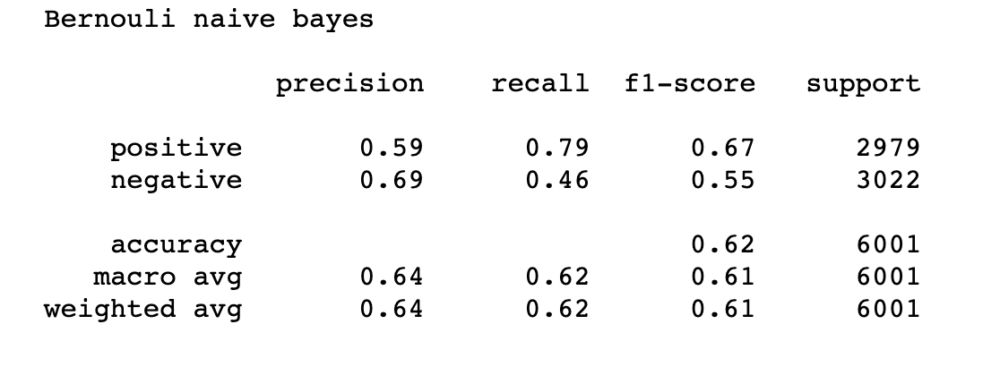 Bernouli naive bayes
precision recall f1-score support
positive 0.59 0.79 0.67 2979
negative 0.69 0.46 0.55 3022
accuracy 0.62 6001
macro avg 0.64 0.62 0.61 6001
weighted avg 0.64 0.62 0.61 6001